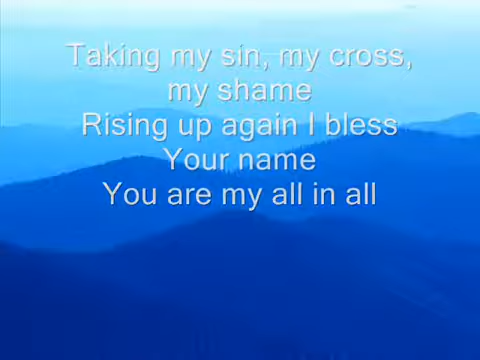 Taking my sin, my cross,
my shame
Rising up again I bless
Your name
You are my all in all